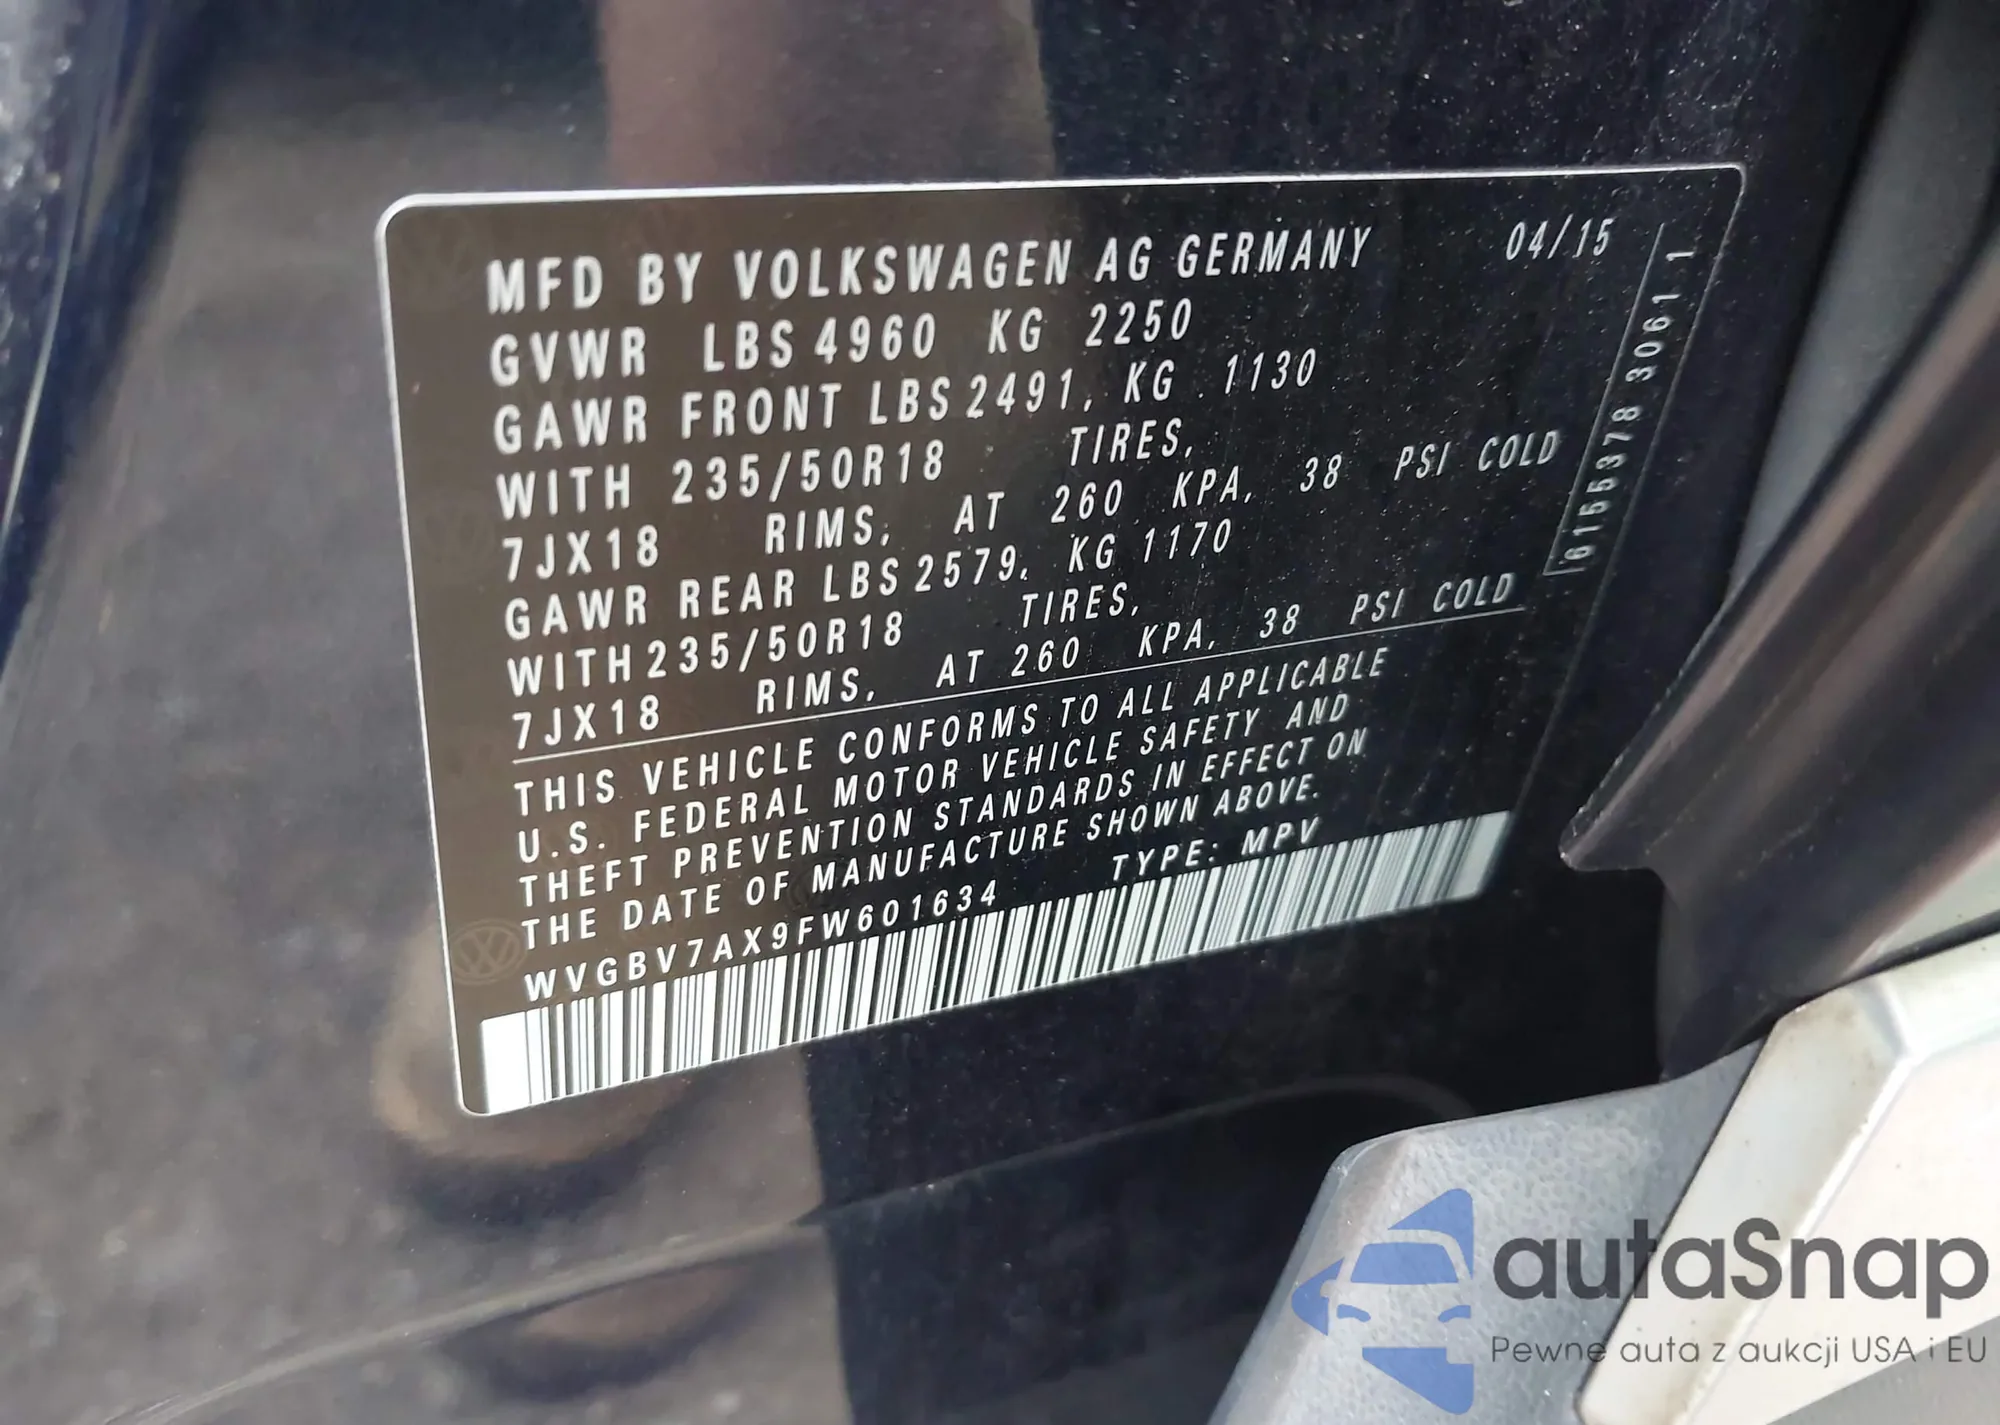 MFD BY VOLKSWAGEN AG GERMANY 04/15
GVWR LBS 4960 KG 2250
GAWR FRONT LBS 2491, KG . 1130
WITH 235/50R18 TIRES,
7JX18 RIMS, AT 260 KPA, 38 PSI COLD
GAWR REAR LBS 2579, KG 1170
WITH 235/50R18 TIRES,
7JX18 RIMS, AT 260 KPA, 38 PSI COLD
THIS VEHICLE CONFORMS TO ALL APPLICABLE
U.S. FEDERAL MOTOR VEHICLE SAFETY AND
THEFT PREVENTION STANDARDS IN EFFECT ON
THE DATE OF MANUFACTURE SHOWN ABOVE.
WVGBV7AX9FW601634 TYPE: MPV
6155378 3061 1
autaSnap
Pewne auta z aukcji USA i EU